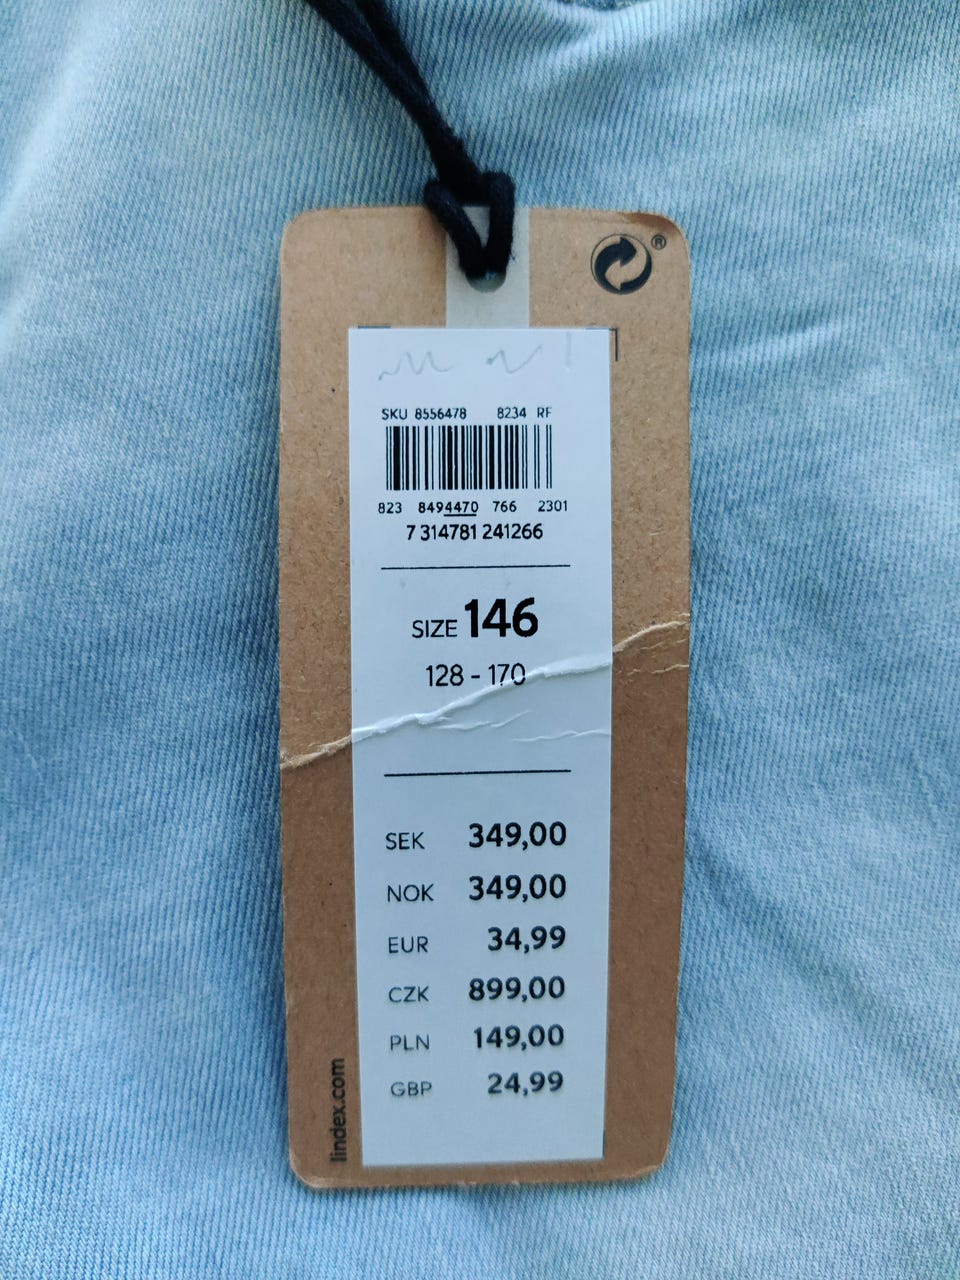 ®
SKU 8556478 8234 RF
823 8494470 766 2301
7 314781 241266
SIZE 146
128 - 170
SEK 349,00
NOK 349,00
EUR 34,99
CZK 899,00
PLN 149,00
GBP 24,99
lindex.com